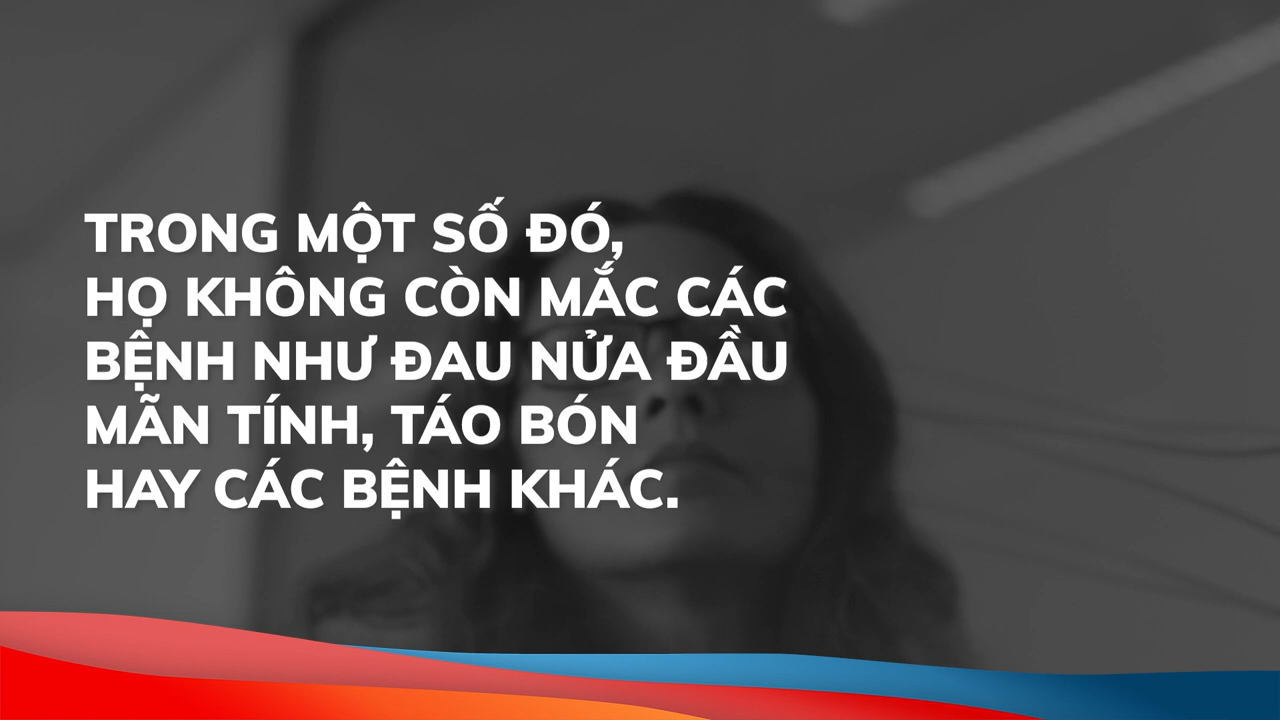 TRONG MỘT SỐ ĐÓ,
HỌ KHÔNG CÒN MẮC CÁC
BỆNH NHƯ ĐAU NỬA ĐẦU
MÃN TÍNH, TÁO BÓN
HAY CÁC BỆNH KHÁC.